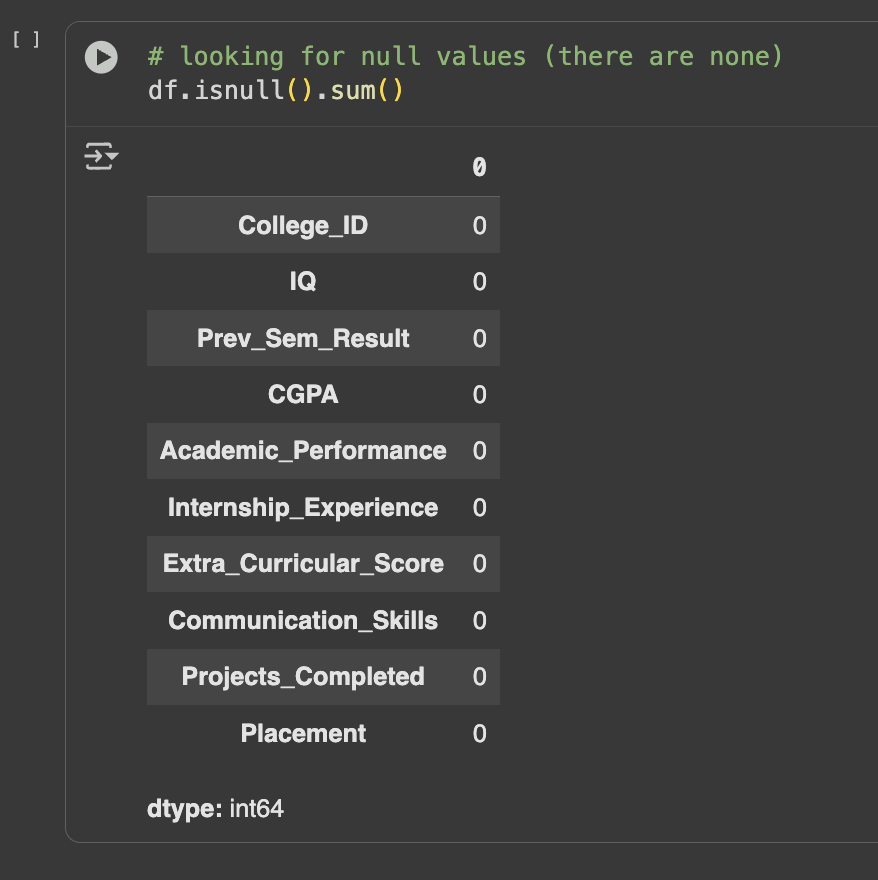 [ ]
# looking for null values (there are none)
df.isnull().sum()
0
College_ID 0
IQ 0
Prev_Sem_Result 0
CGPA 0
Academic_Performance 0
Internship_Experience 0
Extra_Curricular_Score 0
Communication_Skills 0
Projects_Completed 0
Placement 0
dtype: int64